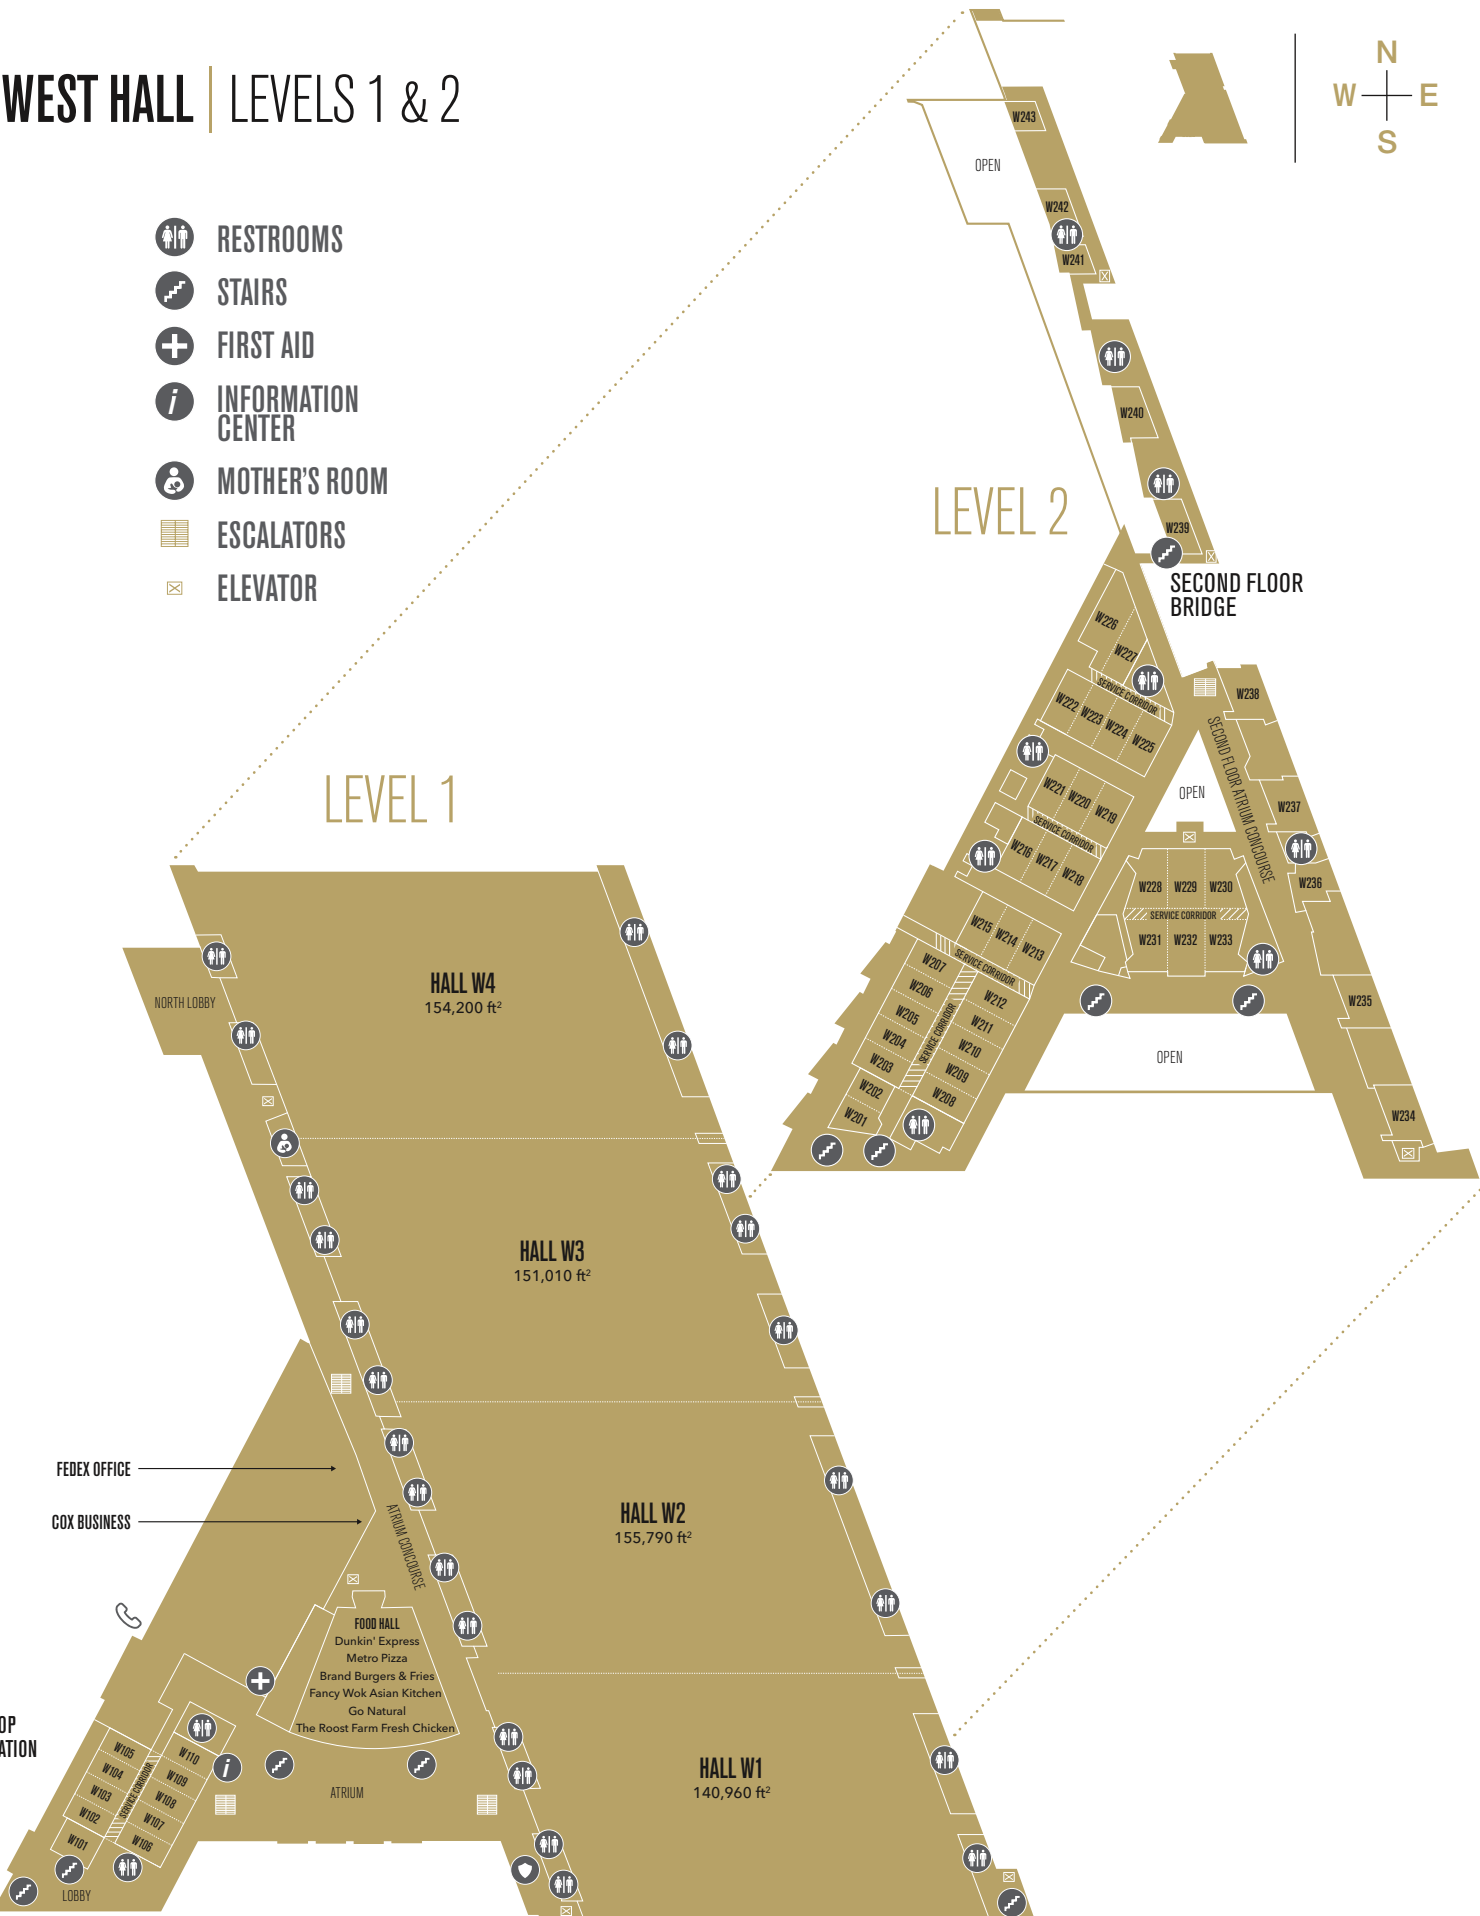 WEST HALL | LEVELS 1 & 2
N
W E
S
RESTROOMS
STAIRS
FIRST AID
INFORMATION
CENTER
MOTHER'S ROOM
ESCALATORS
ELEVATOR
LEVEL 2
W243
OPEN
W242
W241
W240
W239
SECOND FLOOR
BRIDGE
W226
W227
SERVICE CORRIDOR
W222
W223
W224
W225
W238
SECOND FLOOR ATRIUM CONCOURSE
W221
W220
W219
SERVICE CORRIDOR
W216
W217
W218
OPEN
W237
W236
W228
W229
W230
SERVICE CORRIDOR
W231
W232
W233
W215
W214
W213
SERVICE CORRIDOR
W207
W206
W205
W204
W203
W202
W201
SERVICE CORRIDOR
W212
W211
W210
W209
W208
OPEN
W235
W234
LEVEL 1
NORTH LOBBY
HALL W4
154,200 ft²
HALL W3
151,010 ft²
HALL W2
155,790 ft²
HALL W1
140,960 ft²
FEDEX OFFICE
COX BUSINESS
ATRIUM CONCOURSE
FOOD HALL
Dunkin' Express
Metro Pizza
Brand Burgers & Fries
Fancy Wok Asian Kitchen
Go Natural
The Roost Farm Fresh Chicken
OP
ATION
W105
W104
W103
W102
W101
SERVICE CORRIDOR
W110
W109
W108
W107
W106
i
ATRIUM
LOBBY